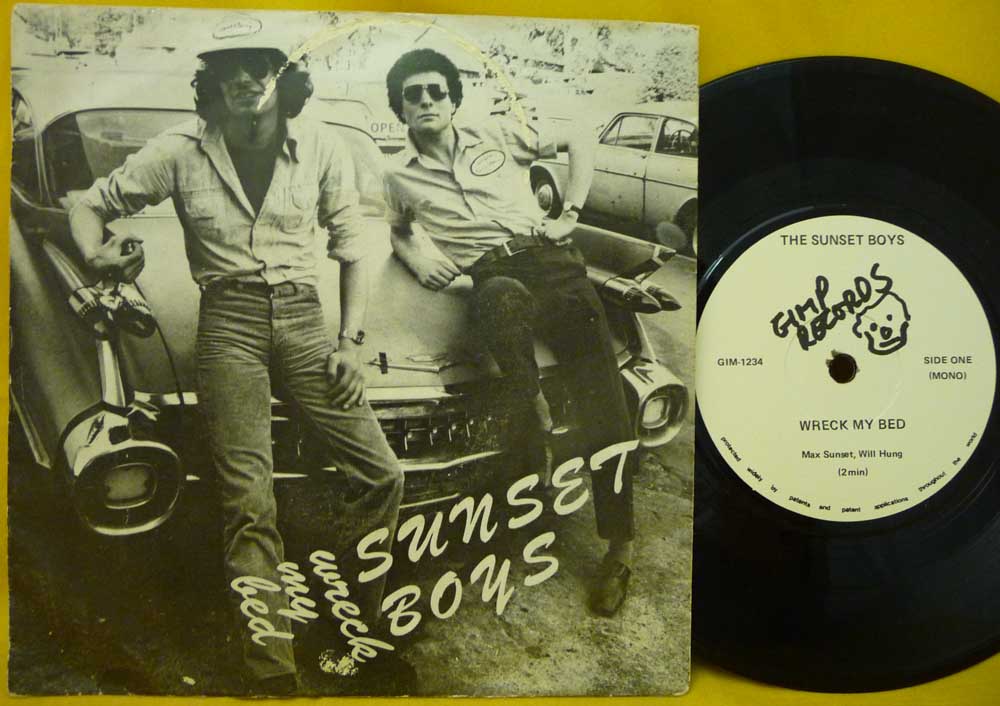 OPEN
SUNSET
BOYS
wreck
my
bed
THE SUNSET BOYS
GIMP
RECORDS
GIM-1234
SIDE ONE
(MONO)
WRECK MY BED
Max Sunset, Will Hung
(2min)
protected widely by patents and patent applications throughout the world